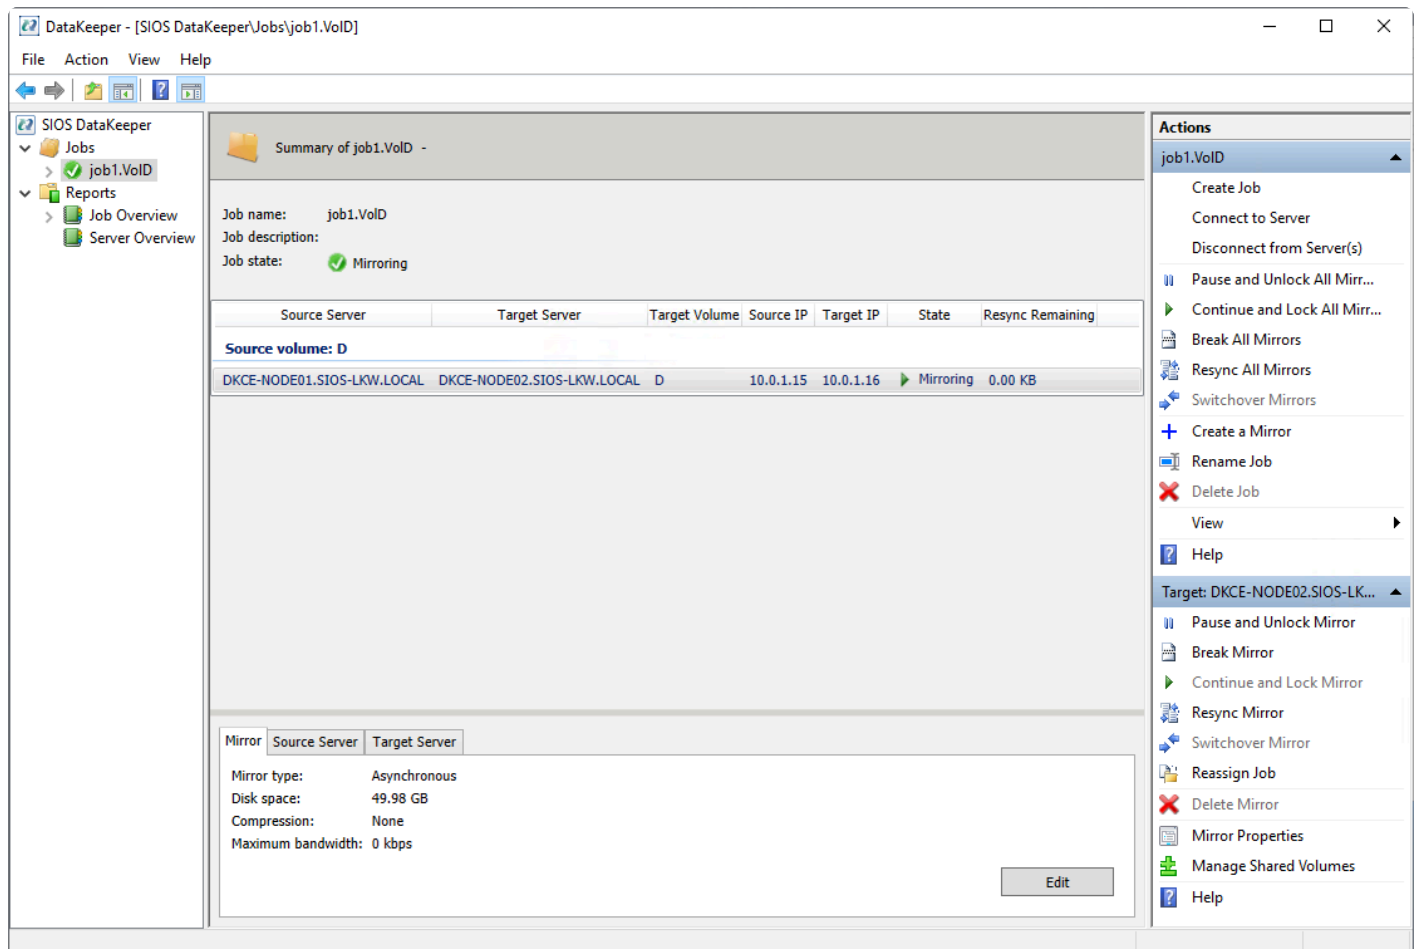 DataKeeper - [SIOS DataKeeper\Jobs\job1.VolD]
File Action View Help
SIOS DataKeeper
Jobs
job1.VolD
Reports
Job Overview
Server Overview
Summary of job1.VolD -
Job name: job1.VolD
Job description:
Job state: Mirroring
Source Server Target Server Target Volume Source IP Target IP State Resync Remaining
Source volume: D
DKCE-NODE01.SIOS-LKW.LOCAL DKCE-NODE02.SIOS-LKW.LOCAL D 10.0.1.15 10.0.1.16 Mirroring 0.00 KB
Mirror Source Server Target Server
Mirror type: Asynchronous
Disk space: 49.98 GB
Compression: None
Maximum bandwidth: 0 kbps
Edit
Actions
job1.VolD
Create Job
Connect to Server
Disconnect from Server(s)
Pause and Unlock All Mirr...
Continue and Lock All Mirr...
Break All Mirrors
Resync All Mirrors
Switchover Mirrors
Create a Mirror
Rename Job
Delete Job
View
Help
Target: DKCE-NODE02.SIOS-LK...
Pause and Unlock Mirror
Break Mirror
Continue and Lock Mirror
Resync Mirror
Switchover Mirror
Reassign Job
Delete Mirror
Mirror Properties
Manage Shared Volumes
Help